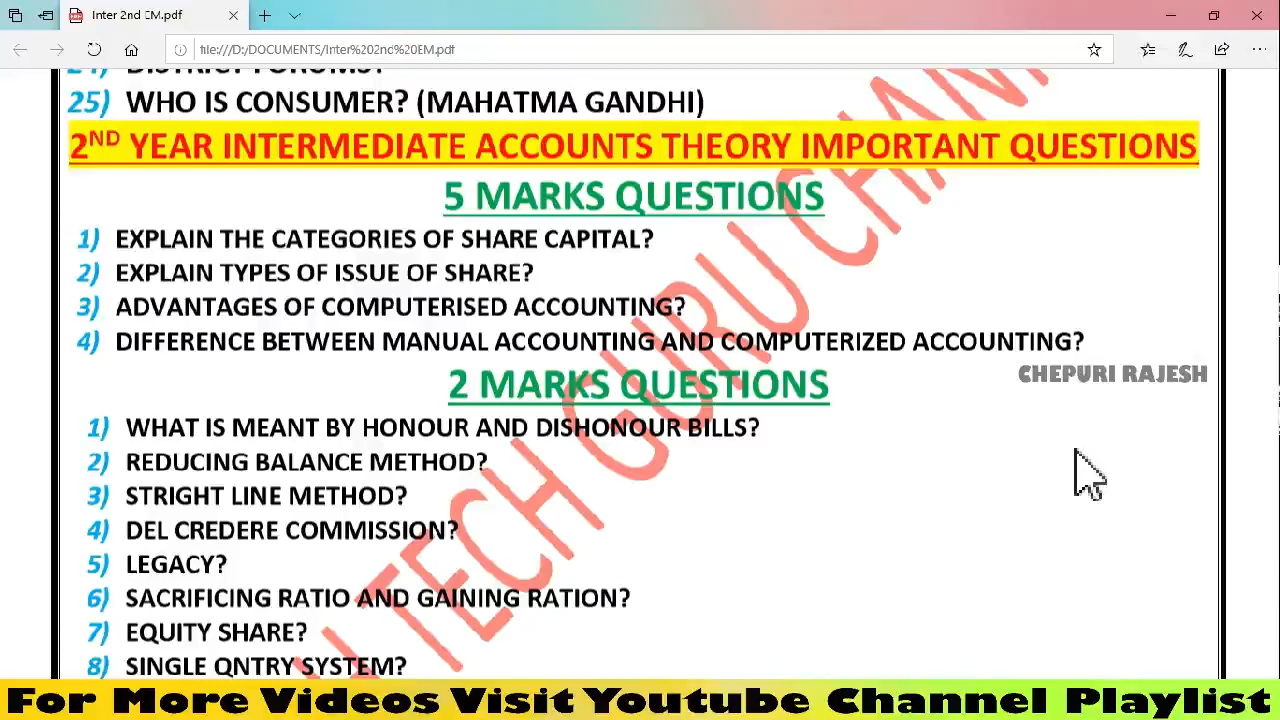 Inter 2nd EM.pdf
file:///D:/DOCUMENTS/Inter%202nd%20EM.pdf
24) DISTRICT FORUMS?
25) WHO IS CONSUMER? (MAHATMA GANDHI)
2ND YEAR INTERMEDIATE ACCOUNTS THEORY IMPORTANT QUESTIONS
5 MARKS QUESTIONS
1) EXPLAIN THE CATEGORIES OF SHARE CAPITAL?
2) EXPLAIN TYPES OF ISSUE OF SHARE?
3) ADVANTAGES OF COMPUTERISED ACCOUNTING?
4) DIFFERENCE BETWEEN MANUAL ACCOUNTING AND COMPUTERIZED ACCOUNTING?
CHEPURI RAJESH
2 MARKS QUESTIONS
1) WHAT IS MEANT BY HONOUR AND DISHONOUR BILLS?
2) REDUCING BALANCE METHOD?
3) STRIGHT LINE METHOD?
4) DEL CREDERE COMMISSION?
5) LEGACY?
6) SACRIFICING RATIO AND GAINING RATION?
7) EQUITY SHARE?
8) SINGLE QNTRY SYSTEM?
TECH GURU CHAN
For More Videos Visit Youtube Channel Playlist